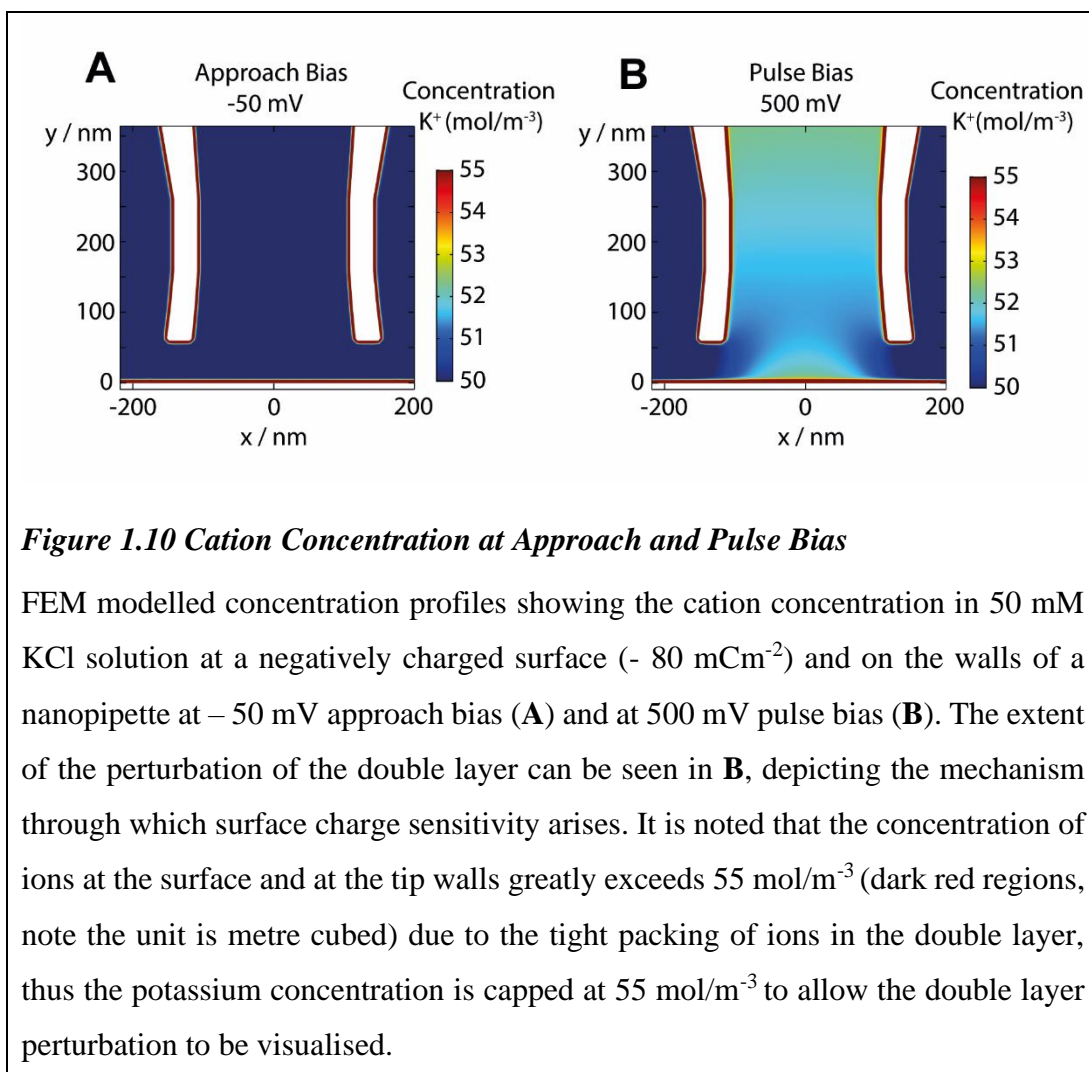 A
Approach Bias
-50 mV
Concentration
K⁺(mol/m⁻³)
y / nm
300
200
100
0
-200
0
200
x / nm
55
54
53
52
51
50
B
Pulse Bias
500 mV
Concentration
K⁺(mol/m⁻³)
y / nm
300
200
100
0
-200
0
200
x / nm
55
54
53
52
51
50
Figure 1.10 Cation Concentration at Approach and Pulse Bias
FEM modelled concentration profiles showing the cation concentration in 50 mM
KCl solution at a negatively charged surface (- 80 mCm⁻²) and on the walls of a
nanopipette at – 50 mV approach bias (A) and at 500 mV pulse bias (B). The extent
of the perturbation of the double layer can be seen in B, depicting the mechanism
through which surface charge sensitivity arises. It is noted that the concentration of
ions at the surface and at the tip walls greatly exceeds 55 mol/m⁻³ (dark red regions,
note the unit is metre cubed) due to the tight packing of ions in the double layer,
thus the potassium concentration is capped at 55 mol/m⁻³ to allow the double layer
perturbation to be visualised.